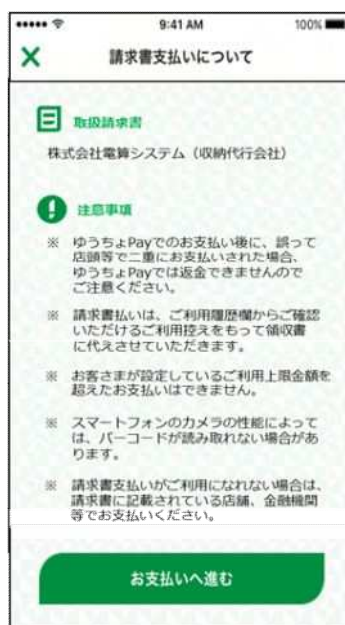 9:41 AM
100%
請求書支払いについて
取扱請求書
株式会社電算システム（収納代行会社）
注意事項
※ ゆうちょPayでのお支払い後に、誤って
店頭等で二重にお支払いされた場合、
ゆうちょPayでは返金できませんので
ご注意ください。
※ 請求書払いは、ご利用履歴欄からご確認
いただけるご利用控えをもって領収書
に代えさせていただきます。
※ お客さまが設定しているご利用上限金額を
超えたお支払いはできません。
※ スマートフォンのカメラの性能によって
は、バーコードが読み取れない場合があ
ります。
※ 請求書支払いがご利用になれない場合は、
請求書に記載されている店舗、金融機関
等でお支払いください。
お支払いへ進む